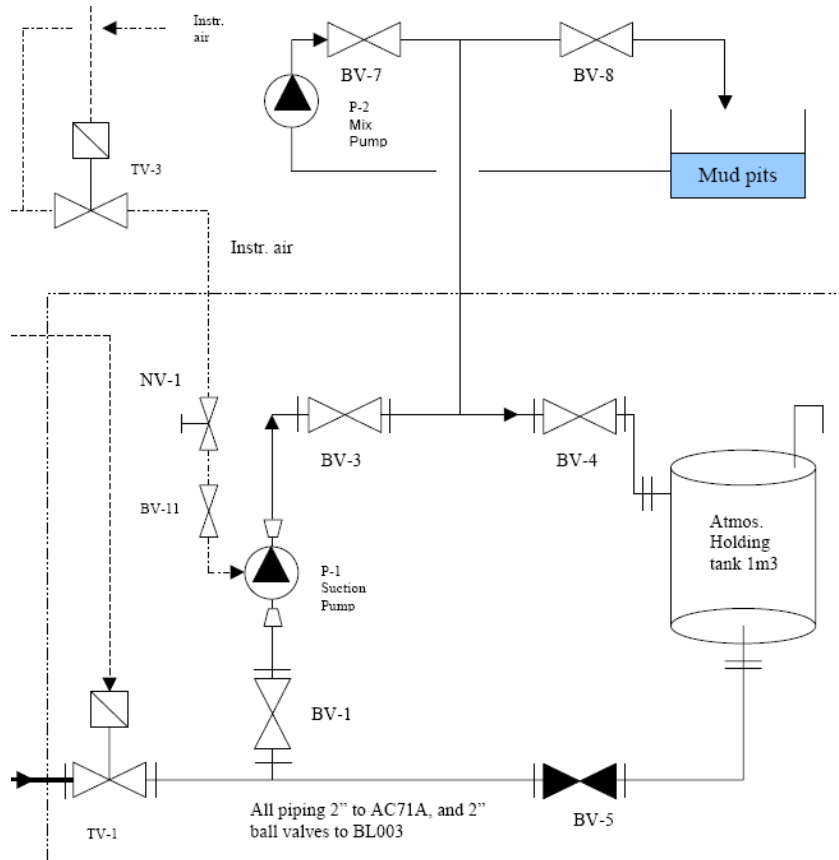 Instr.
air
BV-7
BV-8
P-2
Mix
Pump
TV-3
Mud pits
Instr. air
NV-1
BV-3
BV-4
BV-11
Atmos.
Holding
tank 1m3
P-1
Suction
Pump
BV-1
All piping 2” to AC71A, and 2”
ball valves to BL003
BV-5
TV-1